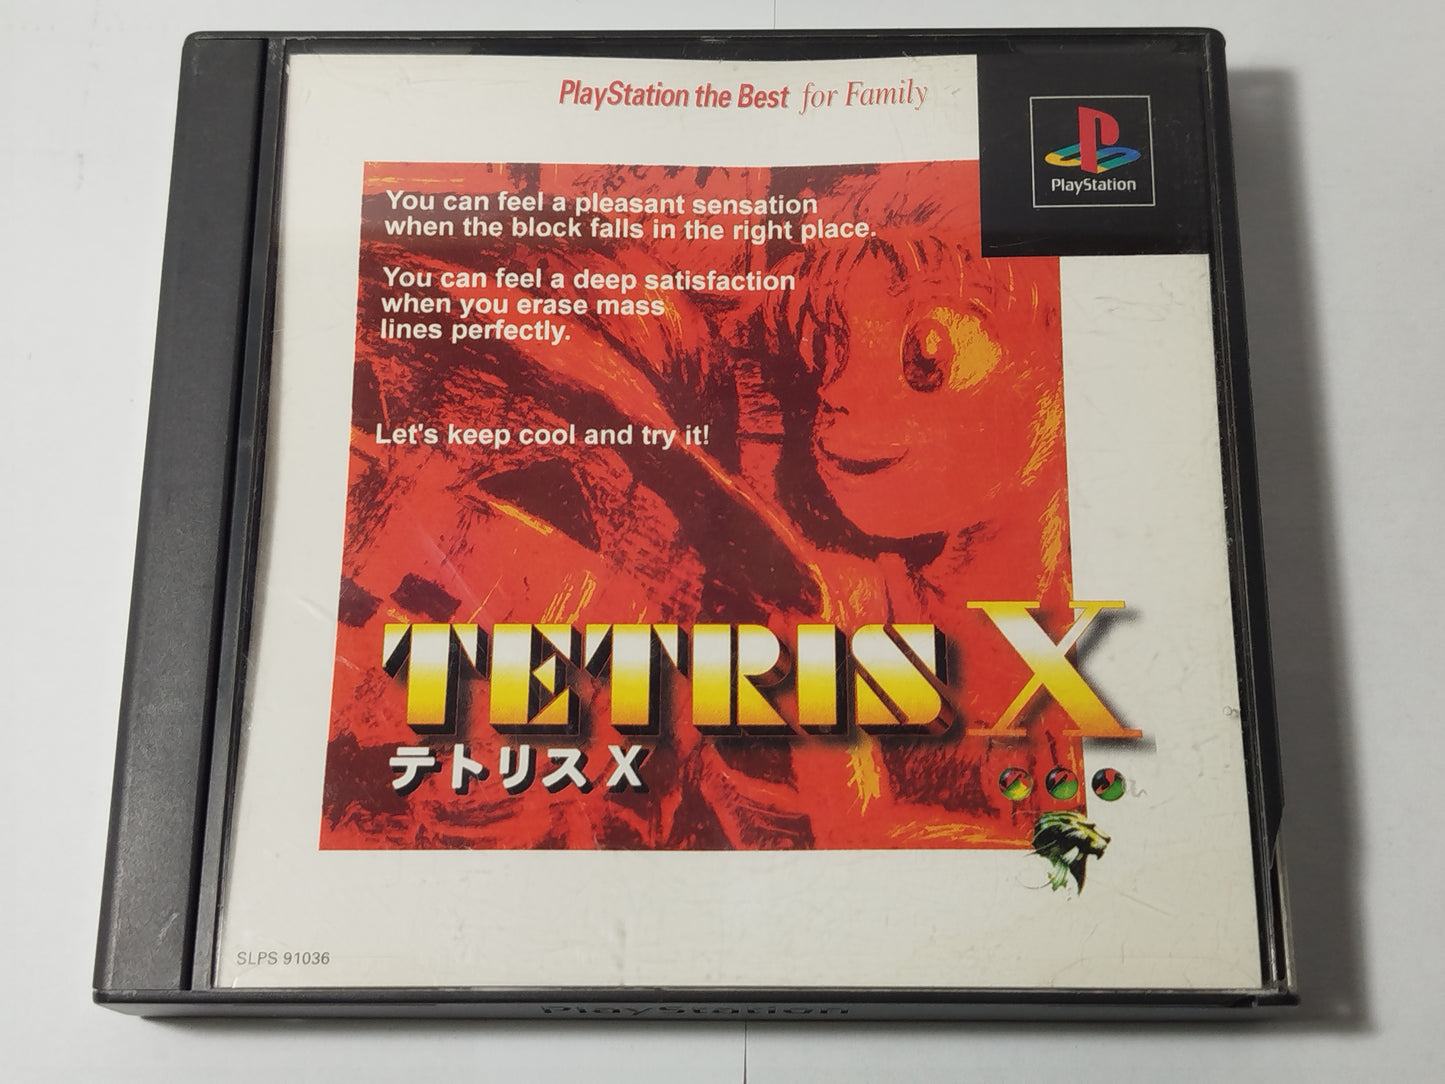 PlayStation the Best for Family
PlayStation
You can feel a pleasant sensation
when the block falls in the right place.
You can feel a deep satisfaction
when you erase mass
lines perfectly.
Let's keep cool and try it!
TETRIS X
テトリス X
SLPS 91036
PlayStation